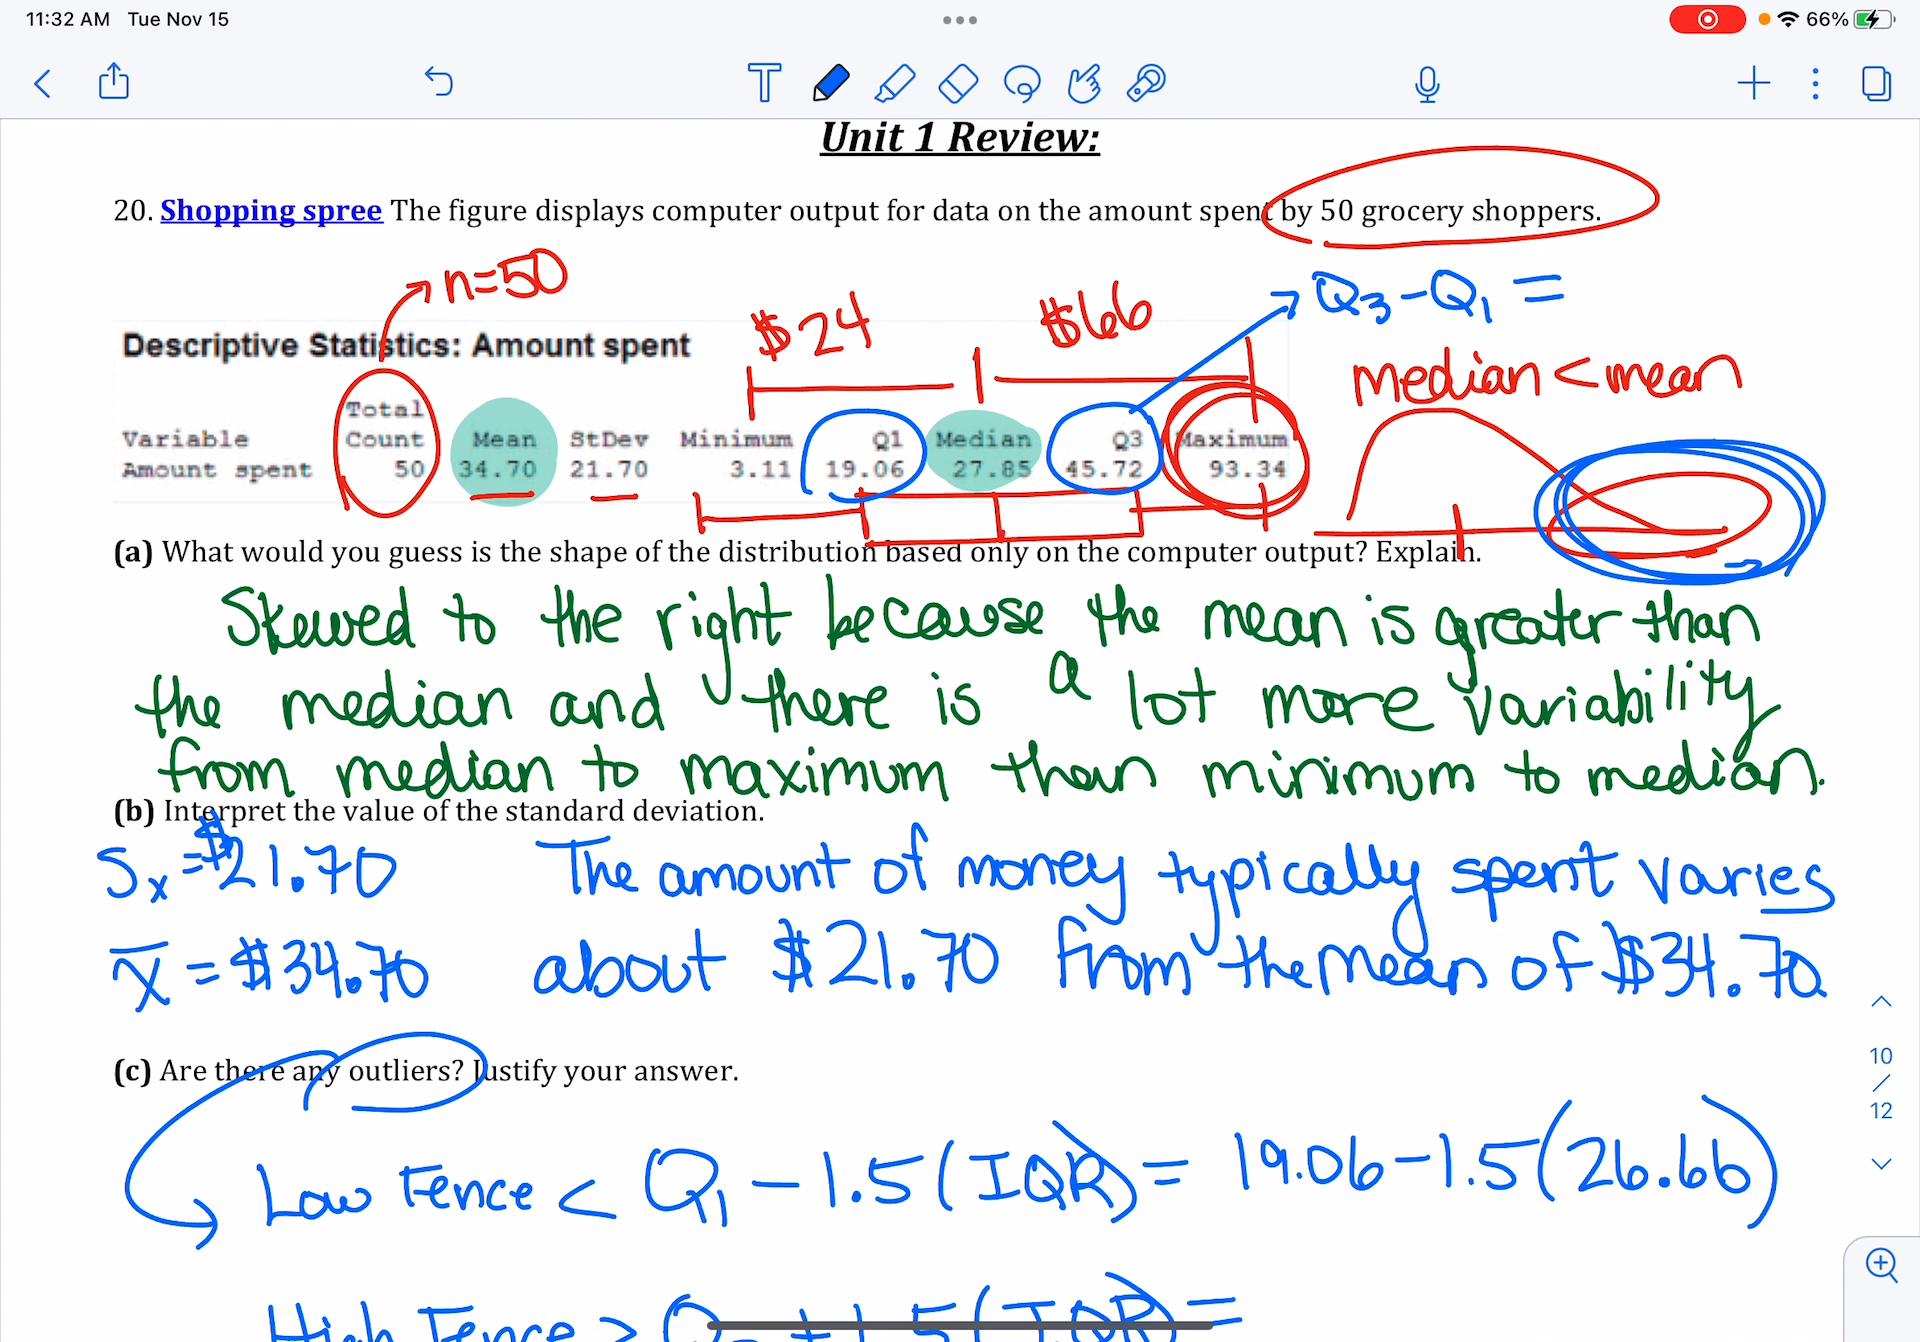 11:32 AM Tue Nov 15
66%
Unit 1 Review:
20. Shopping spree The figure displays computer output for data on the amount spent by 50 grocery shoppers.
n=50
$24
$66
Q3-Q1 =
Descriptive Statistics: Amount spent
median < mean
Total
Variable Count Mean StDev Minimum Q1 Median Q3 Maximum
Amount spent 50 34.70 21.70 3.11 19.06 27.85 45.72 93.34
(a) What would you guess is the shape of the distribution based only on the computer output? Explain.
Skewed to the right because the mean is greater than
the median and there is a lot more variability
from median to maximum than minimum to median.
(b) Interpret the value of the standard deviation.
Sx = $21.70 The amount of money typically spent varies
x̄ = $34.70 about $21.70 from the mean of $34.70.
(c) Are there any outliers? Justify your answer.
10
/
12
Low Fence < Q1 - 1.5(IQR) = 19.06-1.5(26.66)
High Fence > Q3 + 1.5(IQR) =